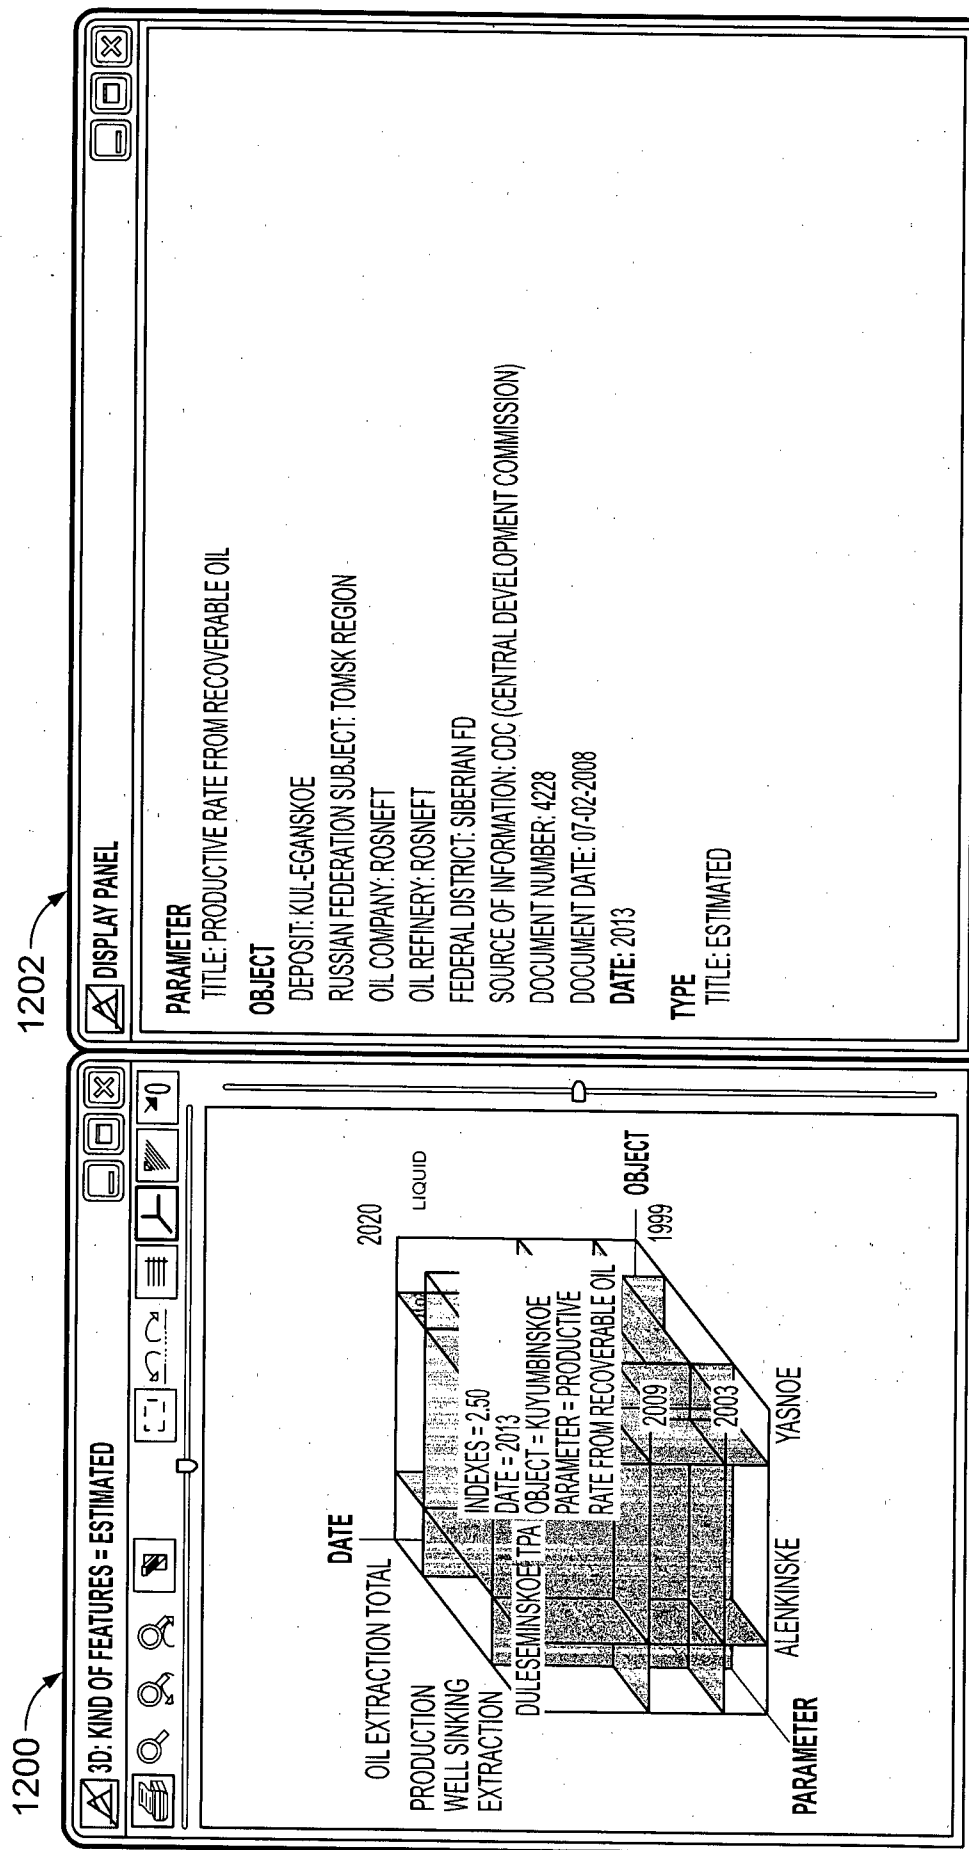 1200
3D: KIND OF FEATURES = ESTIMATED
DATE
OIL EXTRACTION TOTAL
PRODUCTION
WELL SINKING
EXTRACTION
2020
LIQUID
INDEXES = 2.50
DATE = 2013
OBJECT = KUYUMBINSKOE
PARAMETER = PRODUCTIVE
RATE FROM RECOVERABLE OIL
DULESEMINSKOE TPA
OBJECT
1999
2009
2003
PARAMETER
ALENKINSKE
YASNOE
1202
DISPLAY PANEL
PARAMETER
TITLE: PRODUCTIVE RATE FROM RECOVERABLE OIL
OBJECT
DEPOSIT: KUL-EGANSKOE
RUSSIAN FEDERATION SUBJECT: TOMSK REGION
OIL COMPANY: ROSNEFT
OIL REFINERY: ROSNEFT
FEDERAL DISTRICT: SIBERIAN FD
SOURCE OF INFORMATION: CDC (CENTRAL DEVELOPMENT COMMISSION)
DOCUMENT NUMBER: 4228
DOCUMENT DATE: 07-02-2008
DATE: 2013
TYPE
TITLE: ESTIMATED